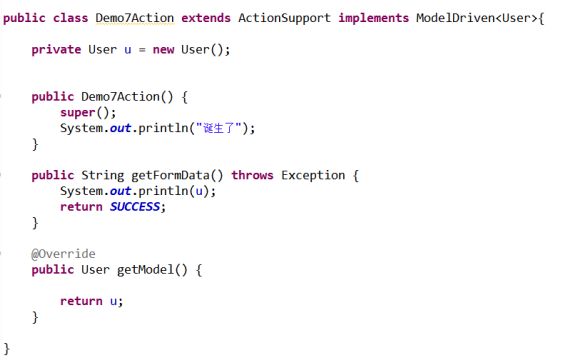 public class Demo7Action extends ActionSupport implements ModelDriven<User>{
private User u = new User();
public Demo7Action() {
super();
System.out.println("诞生了");
}
public String getFormData() throws Exception {
System.out.println(u);
return SUCCESS;
}
@Override
public User getModel() {
return u;
}
}